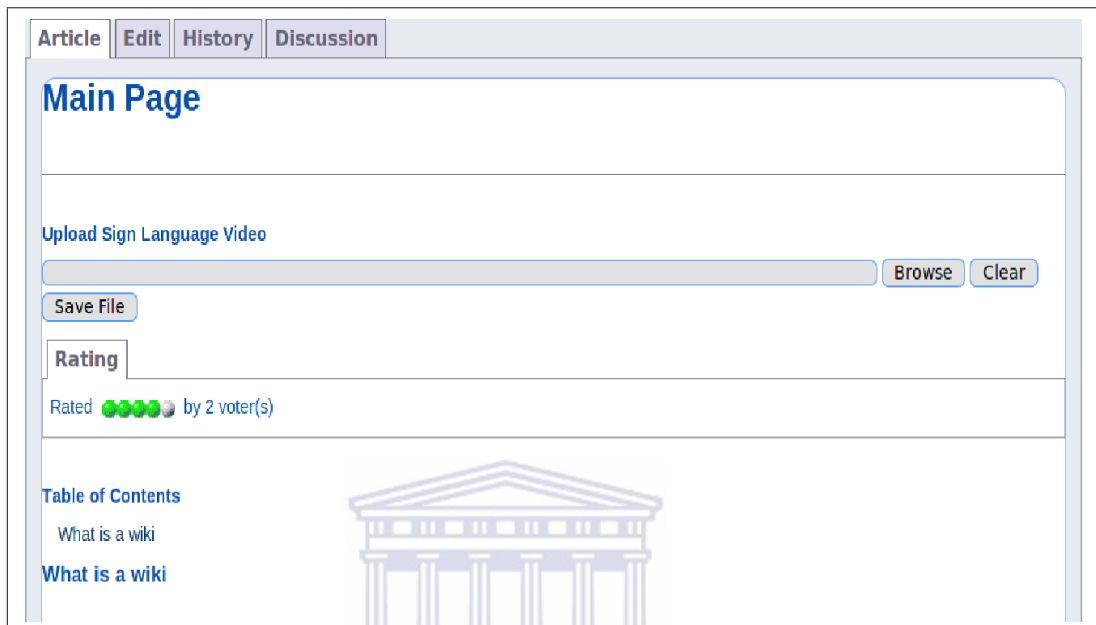 Article Edit History Discussion
Main Page
Upload Sign Language Video
Browse Clear
Save File
Rating
Rated by 2 voter(s)
Table of Contents
What is a wiki
What is a wiki